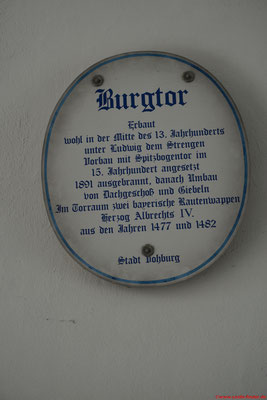 Burgtor
Erbaut
wohl in der Mitte des 13. Jahrhunderts
unter Ludwig dem Strengen
Vorbau mit Spitzbogentor im
15. Jahrhundert angesetzt
1891 ausgebrannt, danach Umbau
von Dachgeschoß und Giebeln
Im Torraum zwei bayerische Rautenwappen
Herzog Albrechts IV.
aus den Jahren 1477 und 1482
Stadt Vohburg